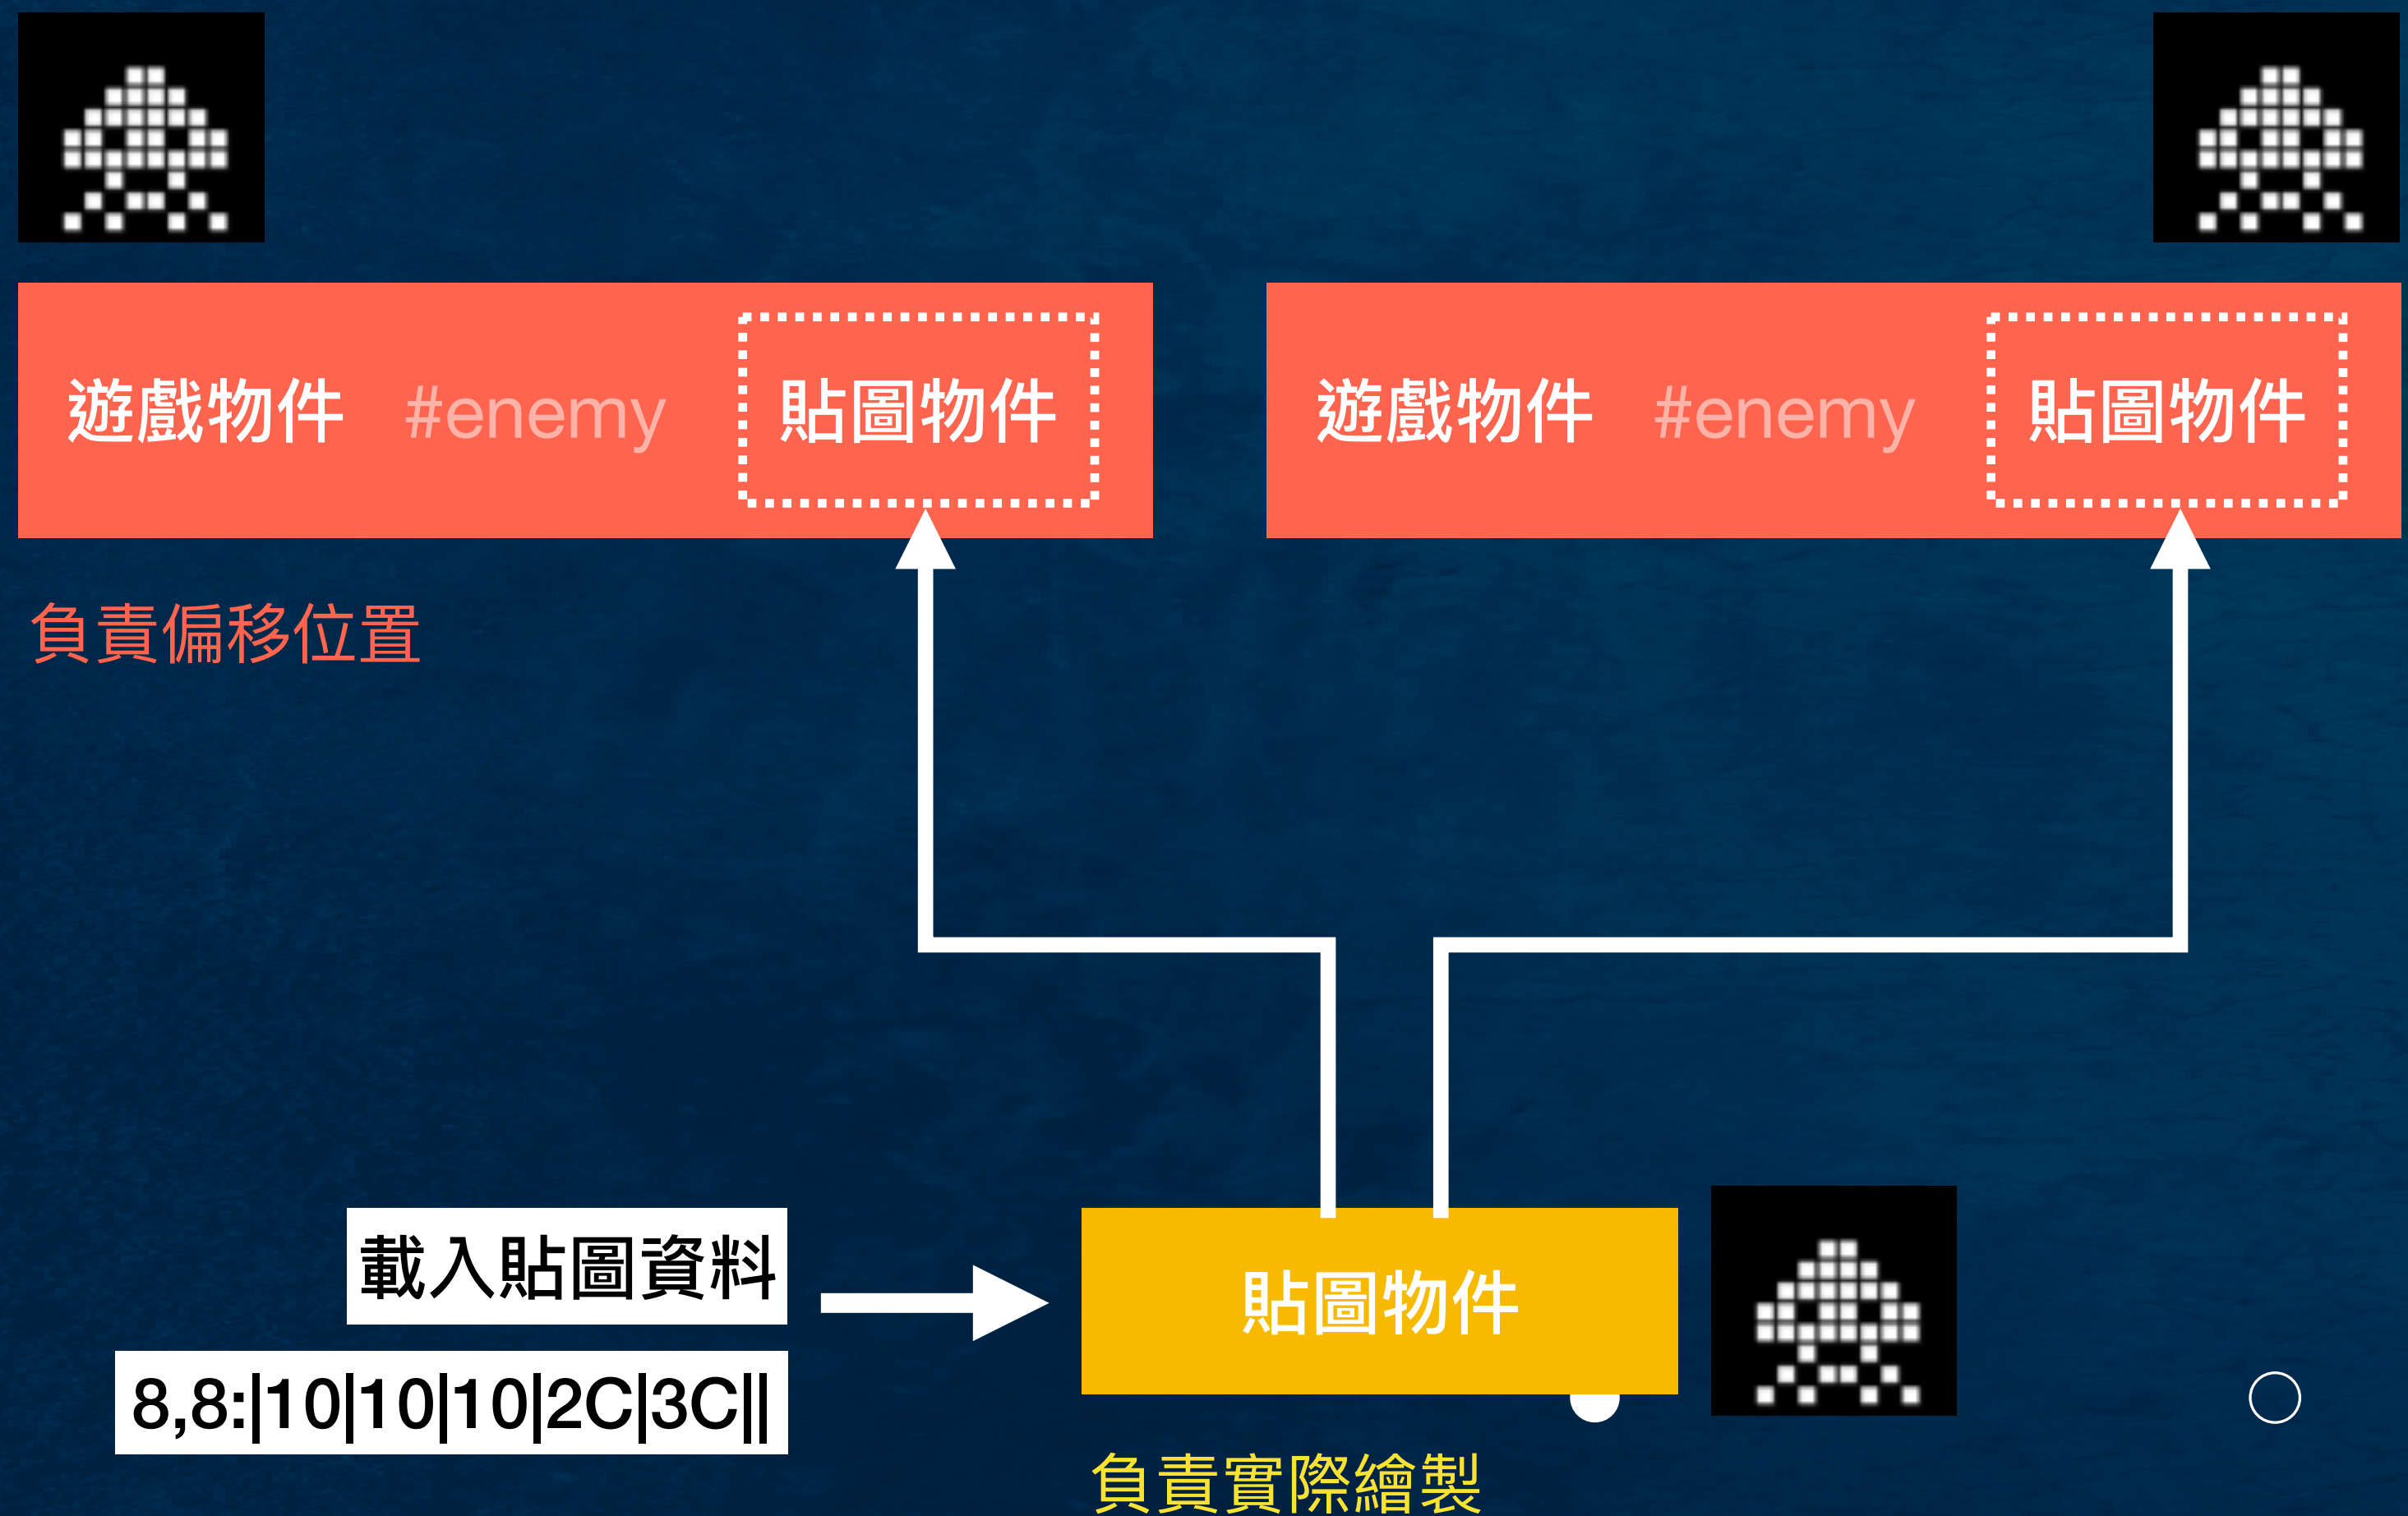 遊戲物件 #enemy 貼圖物件
遊戲物件 #enemy 貼圖物件
負責偏移位置
載入貼圖資料
8,8:|10|10|10|2C|3C||
貼圖物件
負責實際繪製